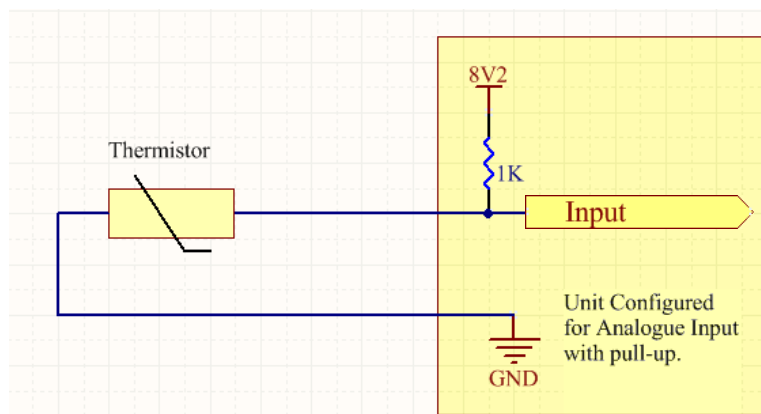 8V2
Thermistor
1K
Input
Unit Configured
for Analogue Input
with pull-up.
GND